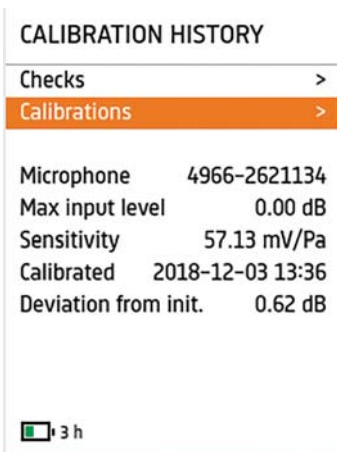 CALIBRATION HISTORY
Checks >
Calibrations >
Microphone 4966-2621134
Max input level 0.00 dB
Sensitivity 57.13 mV/Pa
Calibrated 2018-12-03 13:36
Deviation from init. 0.62 dB
3 h